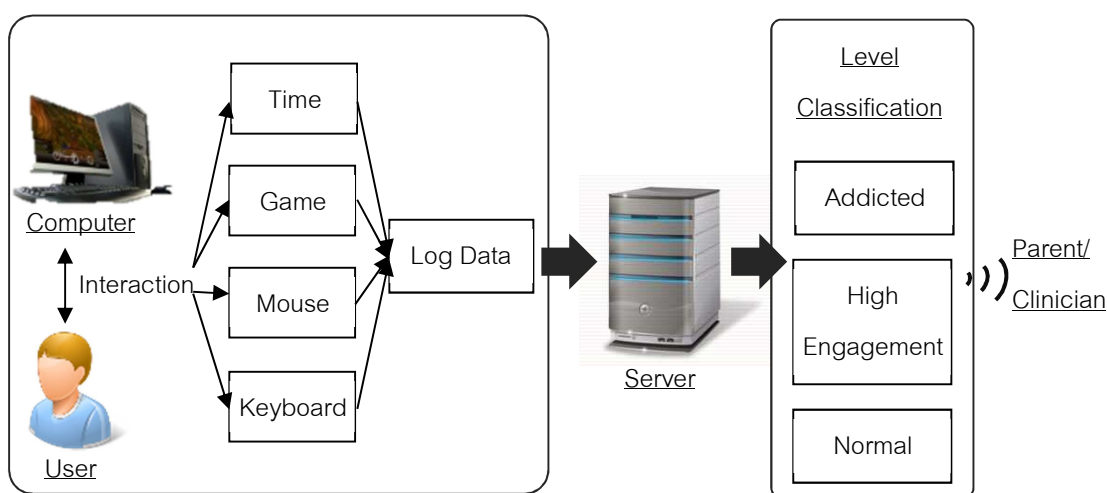 Computer
Interaction
User
Time
Game
Mouse
Keyboard
Log Data
Server
Level
Classification
Addicted
High
Engagement
Normal
Parent/
Clinician